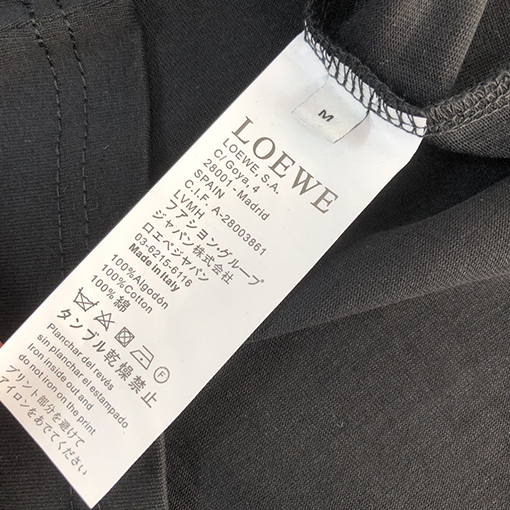 M
LOEWE
LOEWE, S.A.
C/ Goya, 4
28001 - Madrid
SPAIN
C.I.F. A-28003861
LVMH
ファション・グループ
ジャパン株式会社
ロエベジャパン
03-6215-6116
Made in Italy
100%Algodón
100%Cotton
100% 綿
F
タンブル乾燥禁止
Planchar del revés
sin planchar el estampado
iron inside out and
do not iron on the print
プリント部分を避けて
アイロンをあててください